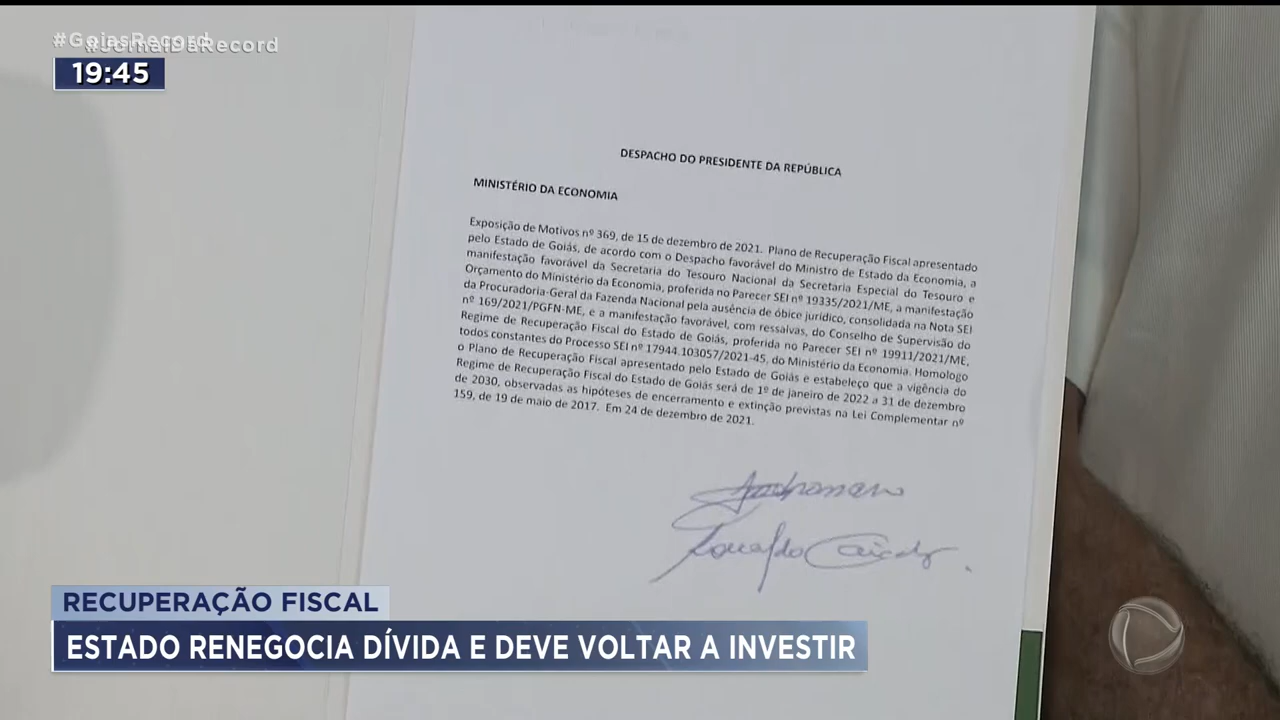 #GoiasRecord
#JornalDaRecord
19:45
DESPACHO DO PRESIDENTE DA REPÚBLICA
MINISTÉRIO DA ECONOMIA
Exposição de Motivos nº 369, de 15 de dezembro de 2021. Plano de Recuperação Fiscal apresentado
pelo Estado de Goiás, de acordo com o Despacho favorável do Ministro de Estado da Economia, a
manifestação favorável da Secretaria do Tesouro Nacional da Secretaria Especial do Tesouro e
Orçamento do Ministério da Economia, proferida no Parecer SEI nº 19335/2021/ME, a manifestação
da Procuradoria-Geral da Fazenda Nacional pela ausência de óbice jurídico, consolidada na Nota SEI
nº 169/2021/PGFN-ME, e a manifestação favorável, com ressalvas, do Conselho de Supervisão do
Regime de Recuperação Fiscal do Estado de Goiás, proferida no Parecer SEI nº 19911/2021/ME,
todos constantes do Processo SEI nº 17944.103057/2021-45, do Ministério da Economia. Homologo
o Plano de Recuperação Fiscal apresentado pelo Estado de Goiás e estabeleço que a vigência do
Regime de Recuperação Fiscal do Estado de Goiás será de 1º de janeiro de 2022 a 31 de dezembro
de 2030, observadas as hipóteses de encerramento e extinção previstas na Lei Complementar nº
159, de 19 de maio de 2017. Em 24 de dezembro de 2021.
Ronaldo Caiado
RECUPERAÇÃO FISCAL
ESTADO RENEGOCIA DÍVIDA E DEVE VOLTAR A INVESTIR